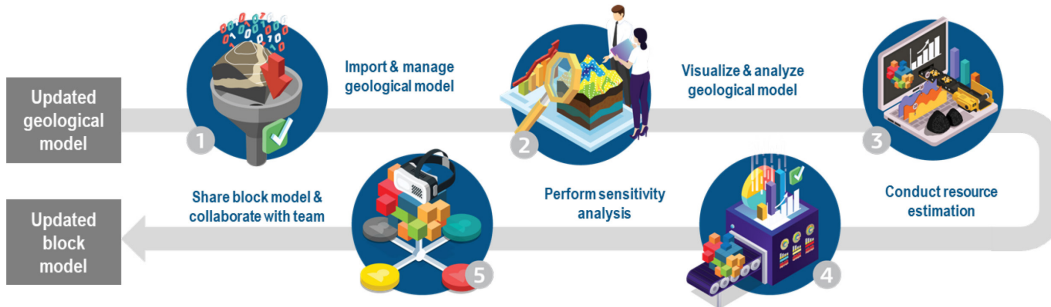 Updated
geological
model
1
Import & manage
geological model
2
Visualize & analyze
geological model
3
Conduct resource
estimation
4
Perform sensitivity
analysis
5
Share block model &
collaborate with team
Updated
block
model